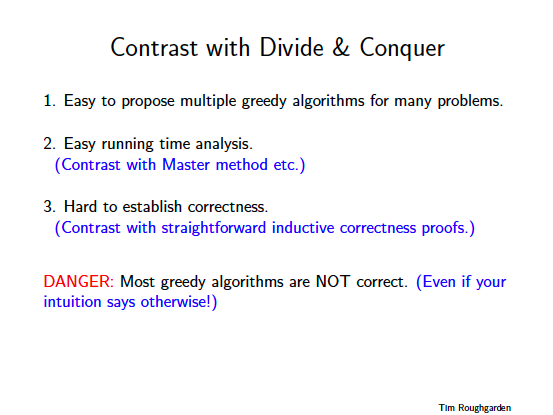 Contrast with Divide & Conquer
1. Easy to propose multiple greedy algorithms for many problems.
2. Easy running time analysis.
(Contrast with Master method etc.)
3. Hard to establish correctness.
(Contrast with straightforward inductive correctness proofs.)
DANGER: Most greedy algorithms are NOT correct. (Even if your
intuition says otherwise!)
Tim Roughgarden